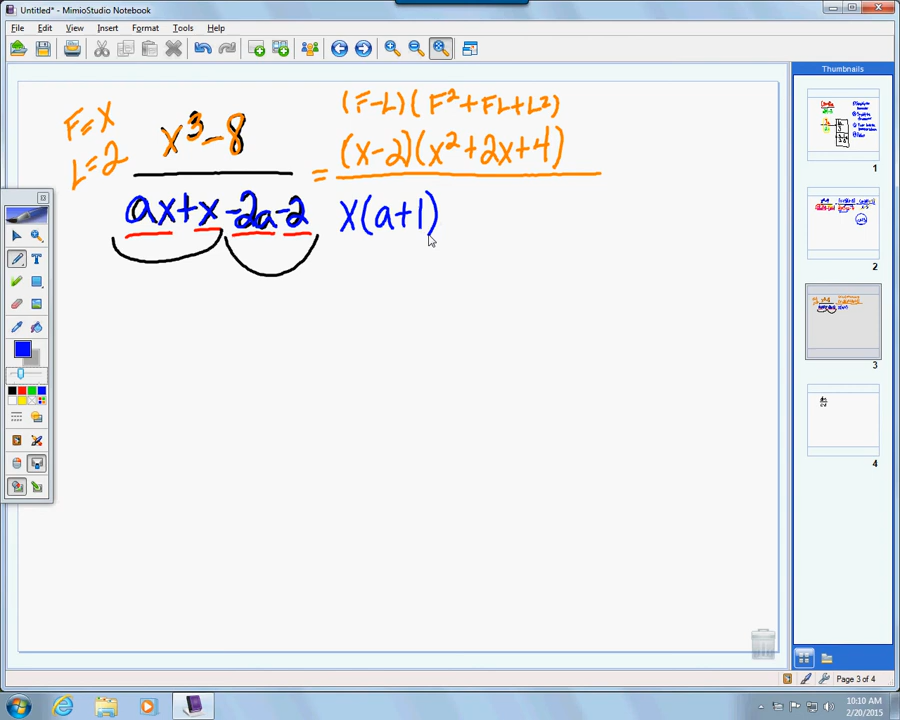 Untitled* - MimioStudio Notebook
File Edit View Insert Format Tools Help
Thumbnails
F=X
L=2
x³-8
ax+x-2a-2
=
(F-L)(F²+FL+L²)
(x-2)(x²+2x+4)
x(a+1)
T
1
2
3
4
Page 3 of 4
10:10 AM
2/20/2015